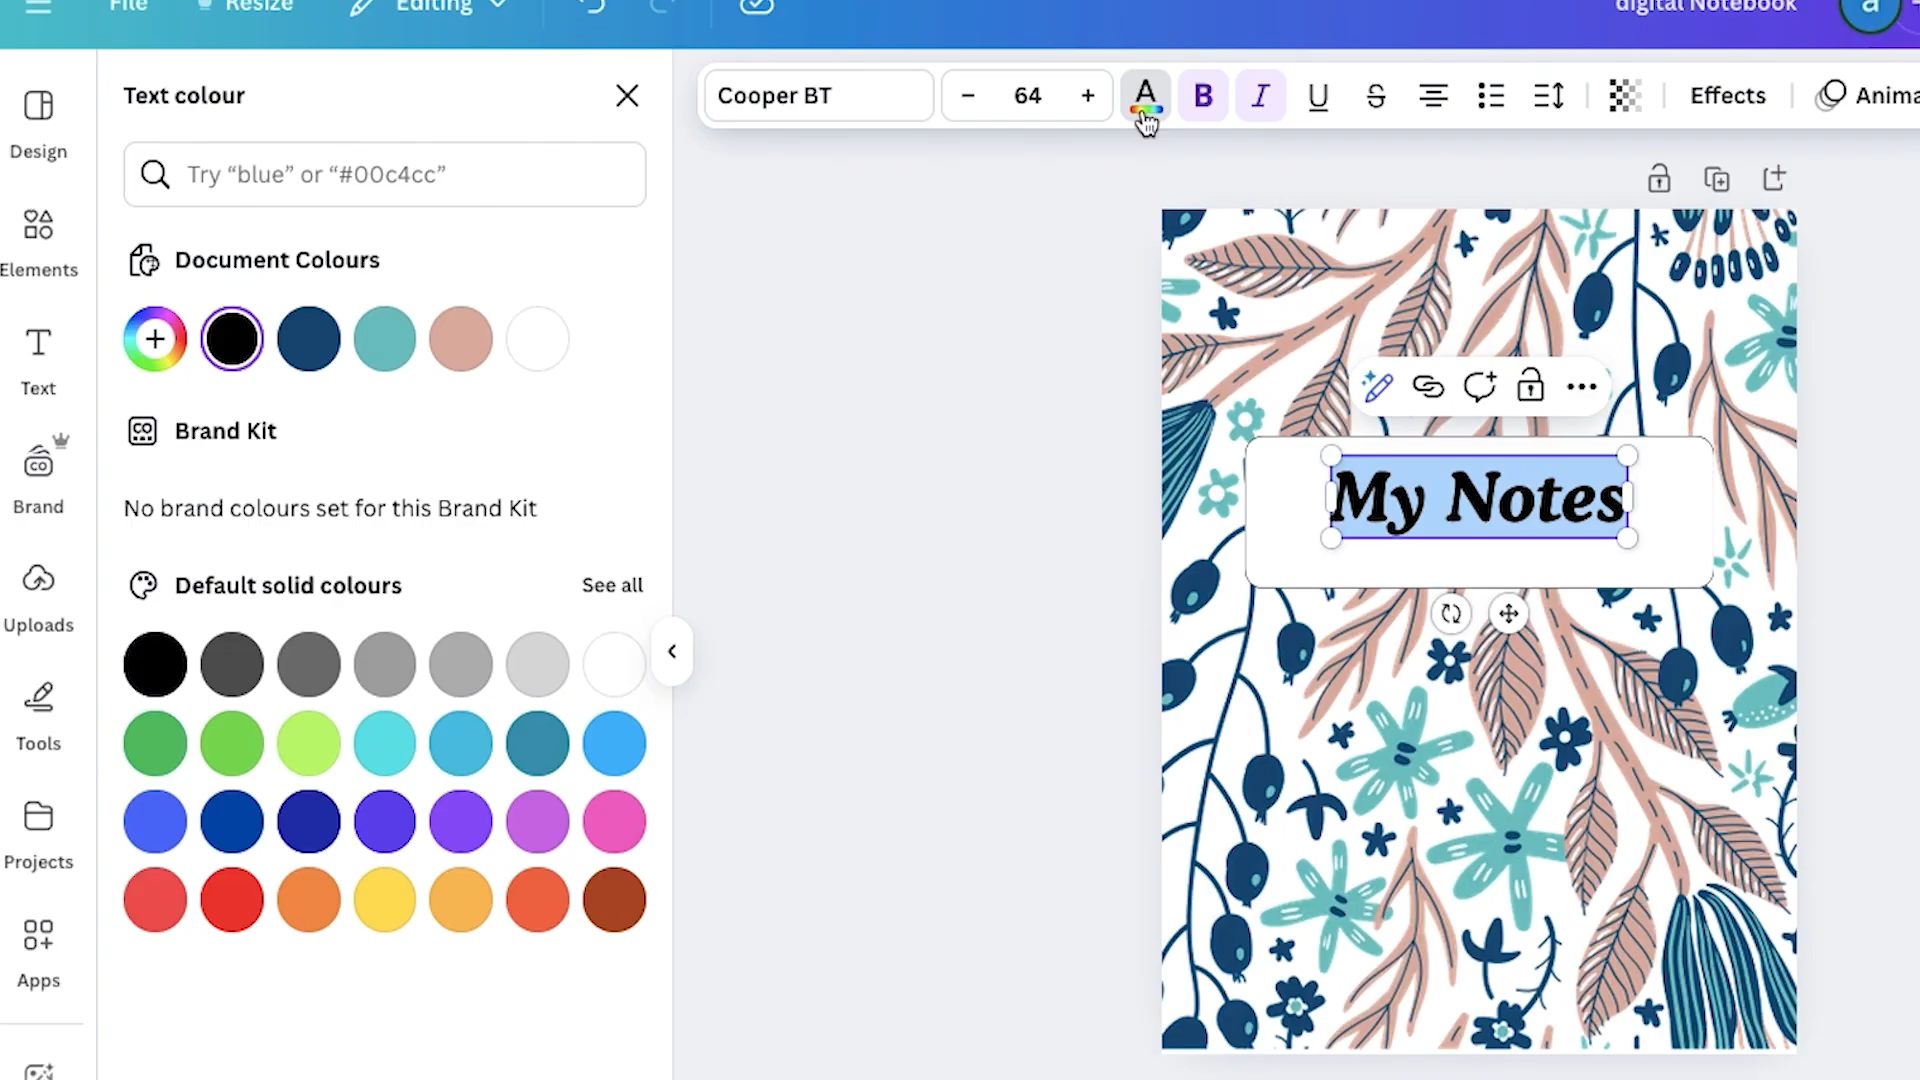 File Resize Editing digital Notebook a
Text colour
Cooper BT – 64 + A B I U S Effects Anima
Try “blue” or “#00c4cc”
Design
Elements
Text
Brand
Uploads
Tools
Projects
Apps
Document Colours
Brand Kit
No brand colours set for this Brand Kit
Default solid colours See all
My Notes